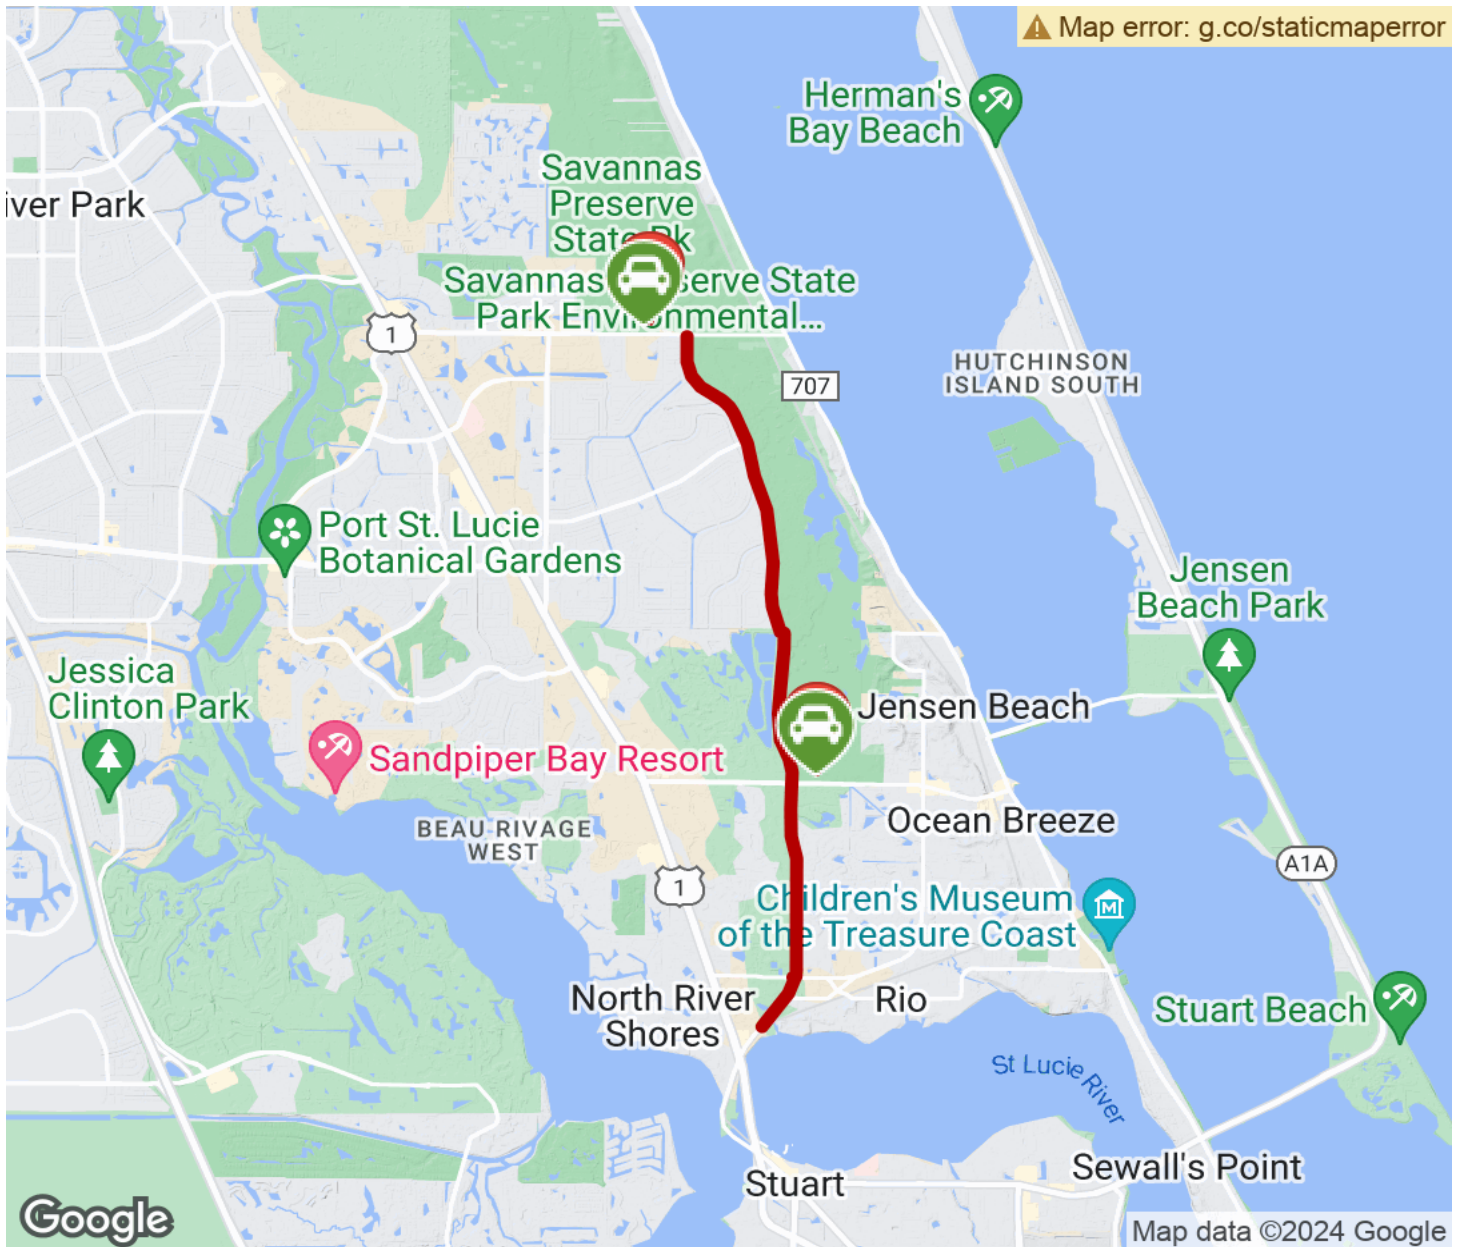 Map error: g.co/staticmaperror
Herman's
Bay Beach
Savannas
Preserve
State Pk
iver Park
Savannas serve State
Park Environmental...
1
HUTCHINSON
ISLAND SOUTH
707
Port St. Lucie
Botanical Gardens
Jensen
Beach Park
Jessica
Clinton Park
Jensen Beach
Sandpiper Bay Resort
Ocean Breeze
BEAU RIVAGE
WEST
A1A
1
Children's Museum
of the Treasure Coast
M
North River
Shores
Rio
Stuart Beach
St Lucie River
Stuart
Sewall's Point
Google
Map data ©2024 Google